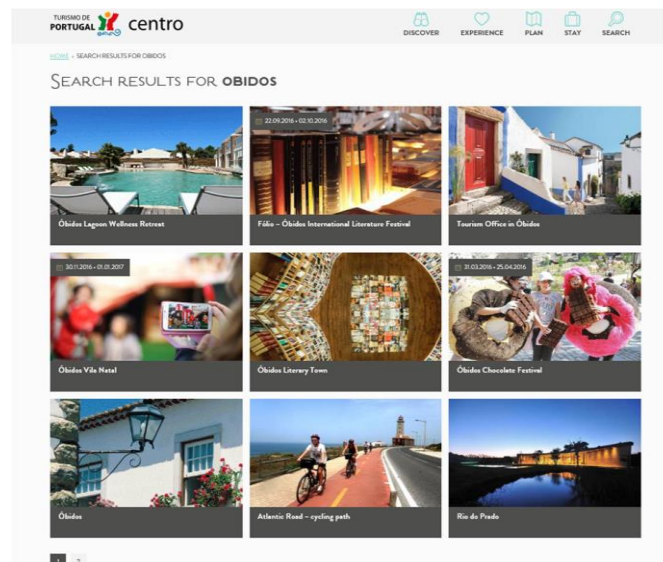 TURISMO DE
PORTUGAL
centro
DISCOVER
EXPERIENCE
PLAN
STAY
SEARCH
HOME » SEARCH RESULTS FOR OBIDOS
SEARCH RESULTS FOR OBIDOS
Óbidos Lagoon Wellness Retreat
22.09.2016 • 02.10.2016
Fólio – Óbidos International Literature Festival
Tourism Office in Óbidos
30.11.2016 • 01.01.2017
Óbidos Vila Natal
Óbidos Literary Town
31.03.2016 • 25.04.2016
Óbidos Chocolate Festival
Óbidos
Atlantic Road – cycling path
Rio do Prado
1 2